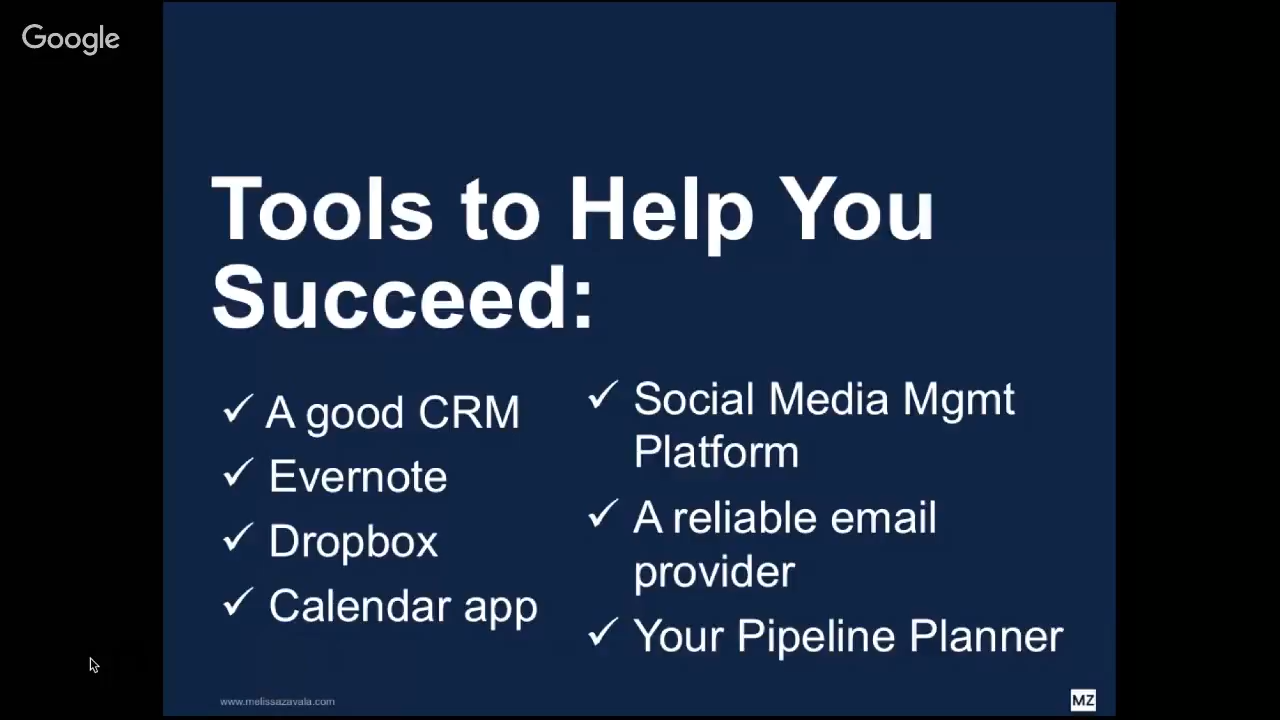 Google
Tools to Help You
Succeed:
✓ A good CRM
✓ Evernote
✓ Dropbox
✓ Calendar app
✓ Social Media Mgmt
Platform
✓ A reliable email
provider
✓ Your Pipeline Planner
www.melissazavala.com
MZ